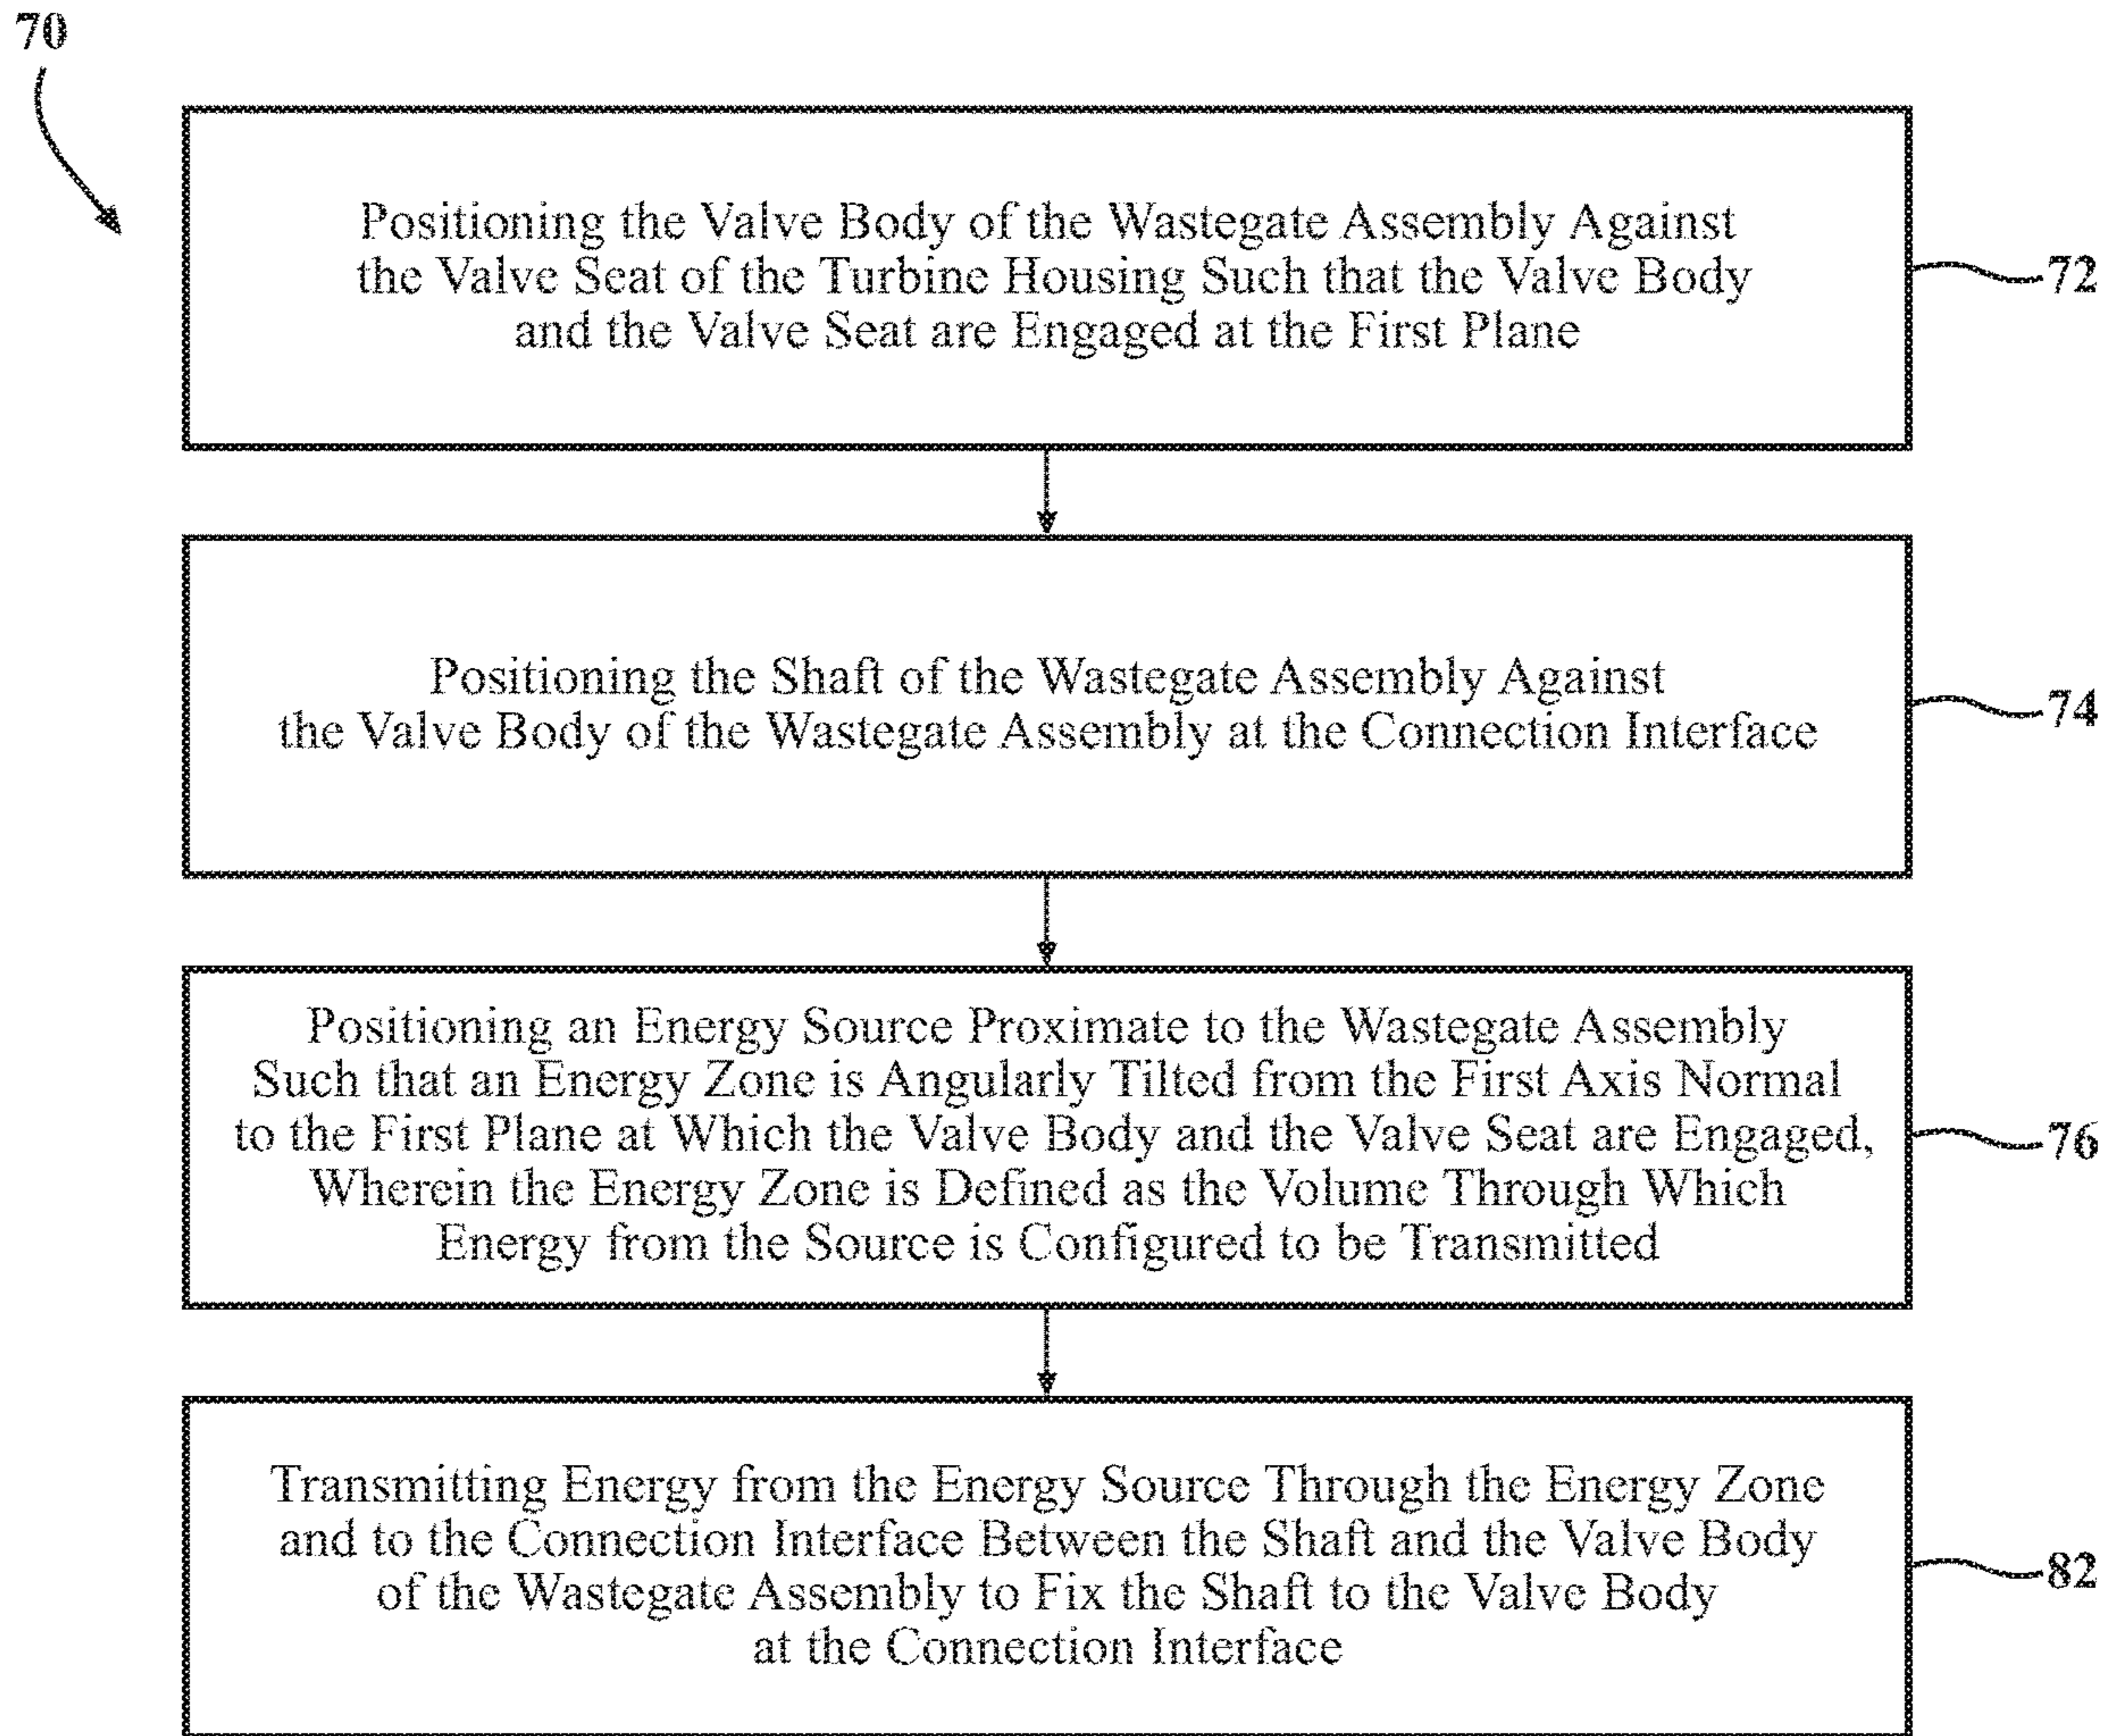 70
Positioning the Valve Body of the Wastegate Assembly Against
the Valve Seat of the Turbine Housing Such that the Valve Body
and the Valve Seat are Engaged at the First Plane
72
Positioning the Shaft of the Wastegate Assembly Against
the Valve Body of the Wastegate Assembly at the Connection Interface
74
Positioning an Energy Source Proximate to the Wastegate Assembly
Such that an Energy Zone is Angularly Tilted from the First Axis Normal
to the First Plane at Which the Valve Body and the Valve Seat are Engaged,
Wherein the Energy Zone is Defined as the Volume Through Which
Energy from the Source is Configured to be Transmitted
76
Transmitting Energy from the Energy Source Through the Energy Zone
and to the Connection Interface Between the Shaft and the Valve Body
of the Wastegate Assembly to Fix the Shaft to the Valve Body
at the Connection Interface
82